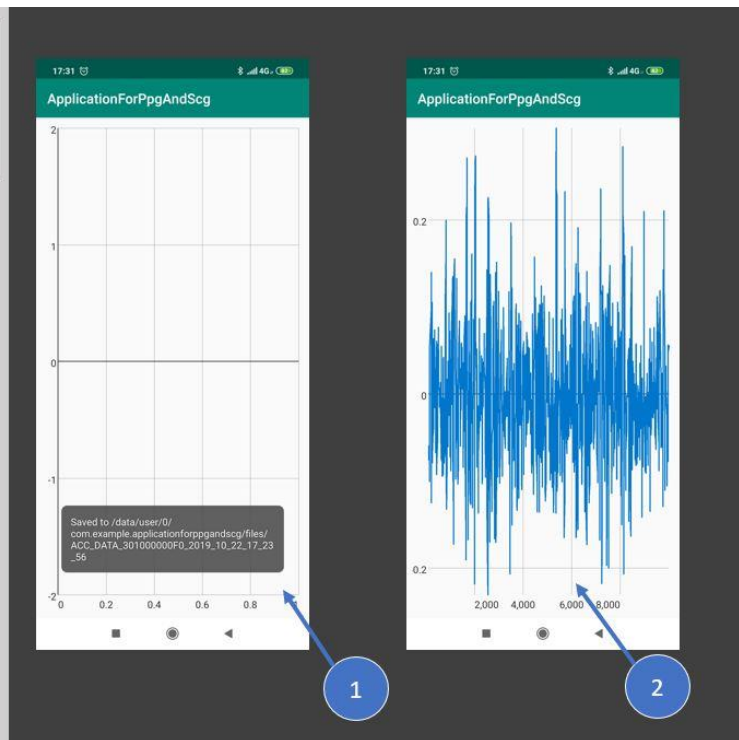 17:31 4G
ApplicationForPpgAndScg
2
1
0
-1
-2
0 0.2 0.4 0.6 0.8
Saved to /data/user/0/
com.example.applicationforppgandscg/files/
ACC_DATA_301000000F0_2019_10_22_17_23
_56
1
17:31 4G
ApplicationForPpgAndScg
0.2
0
0.2
2,000 4,000 6,000 8,000
2